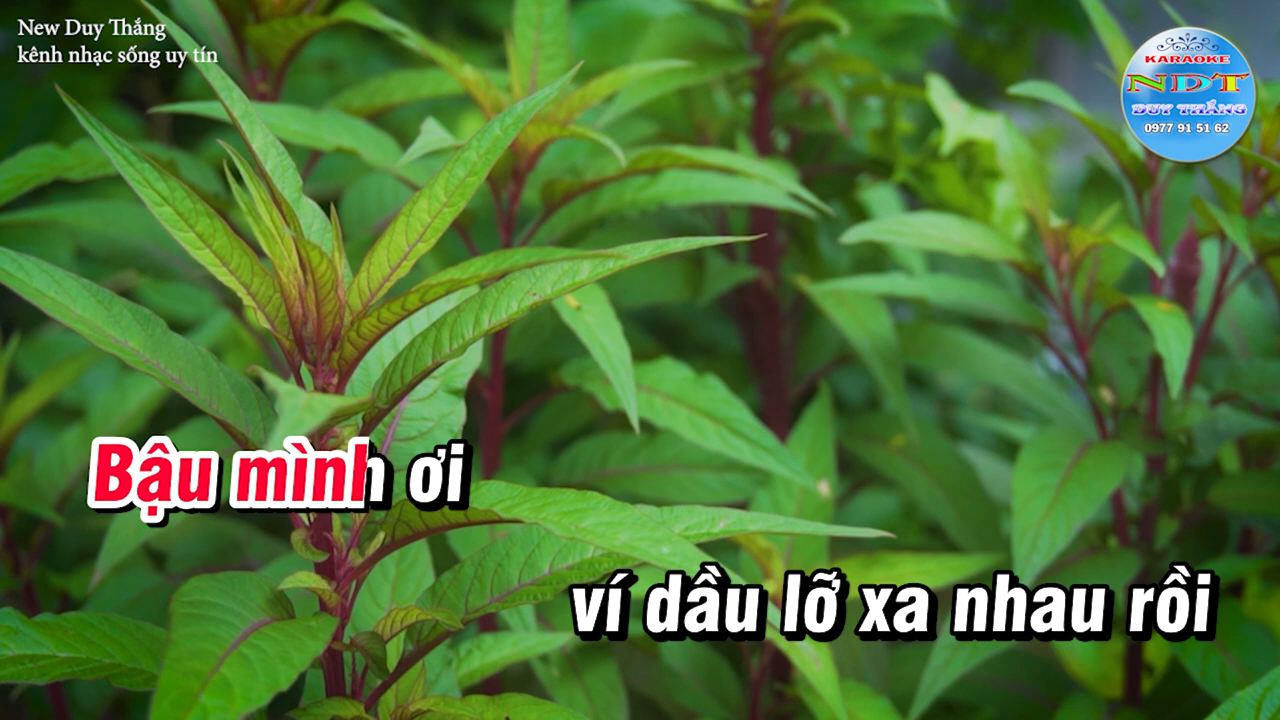 New Duy Thắng
kênh nhạc sống uy tín
KARAOKE
NDT
DUY THẮNG
0977 91 51 62
Bậu mình ơi
ví dầu lỡ xa nhau rồi